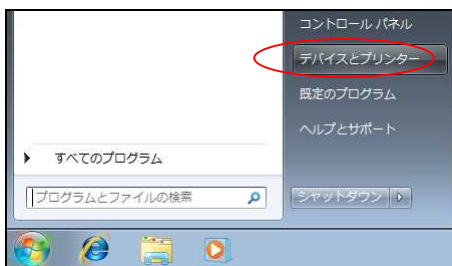 コントロール パネル
デバイスとプリンター
既定のプログラム
ヘルプとサポート
すべてのプログラム
プログラムとファイルの検索
シャットダウン